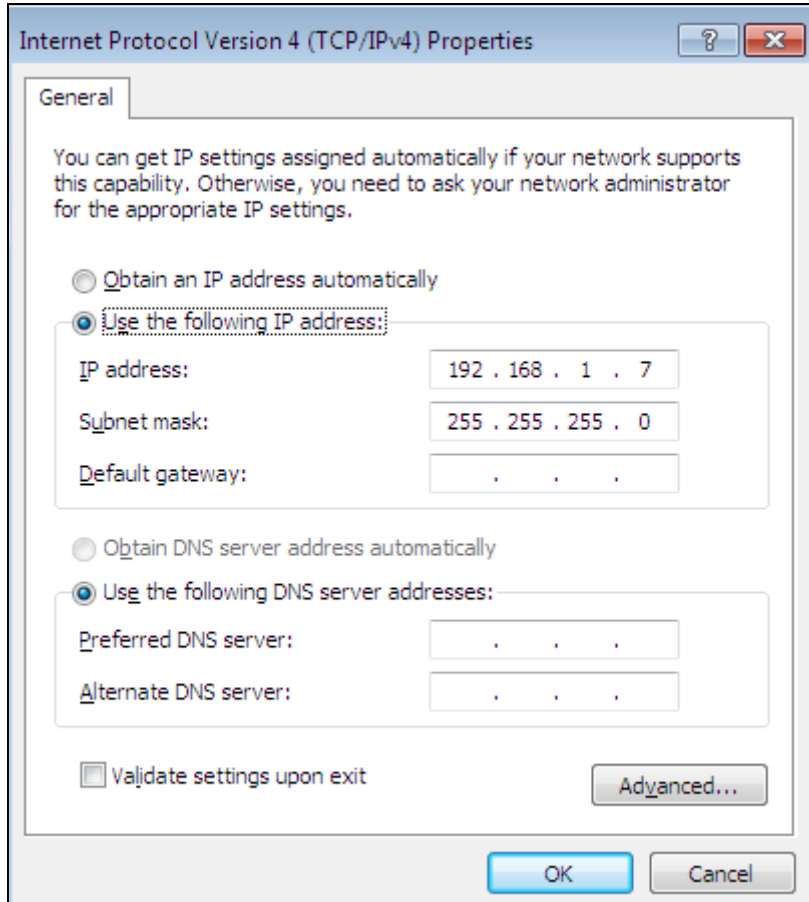 Internet Protocol Version 4 (TCP/IPv4) Properties
?
General
You can get IP settings assigned automatically if your network supports
this capability. Otherwise, you need to ask your network administrator
for the appropriate IP settings.
Obtain an IP address automatically
Use the following IP address:
IP address: 192 . 168 . 1 . 7
Subnet mask: 255 . 255 . 255 . 0
Default gateway: . . .
Obtain DNS server address automatically
Use the following DNS server addresses:
Preferred DNS server: . . .
Alternate DNS server: . . .
Validate settings upon exit
Advanced...
OK Cancel